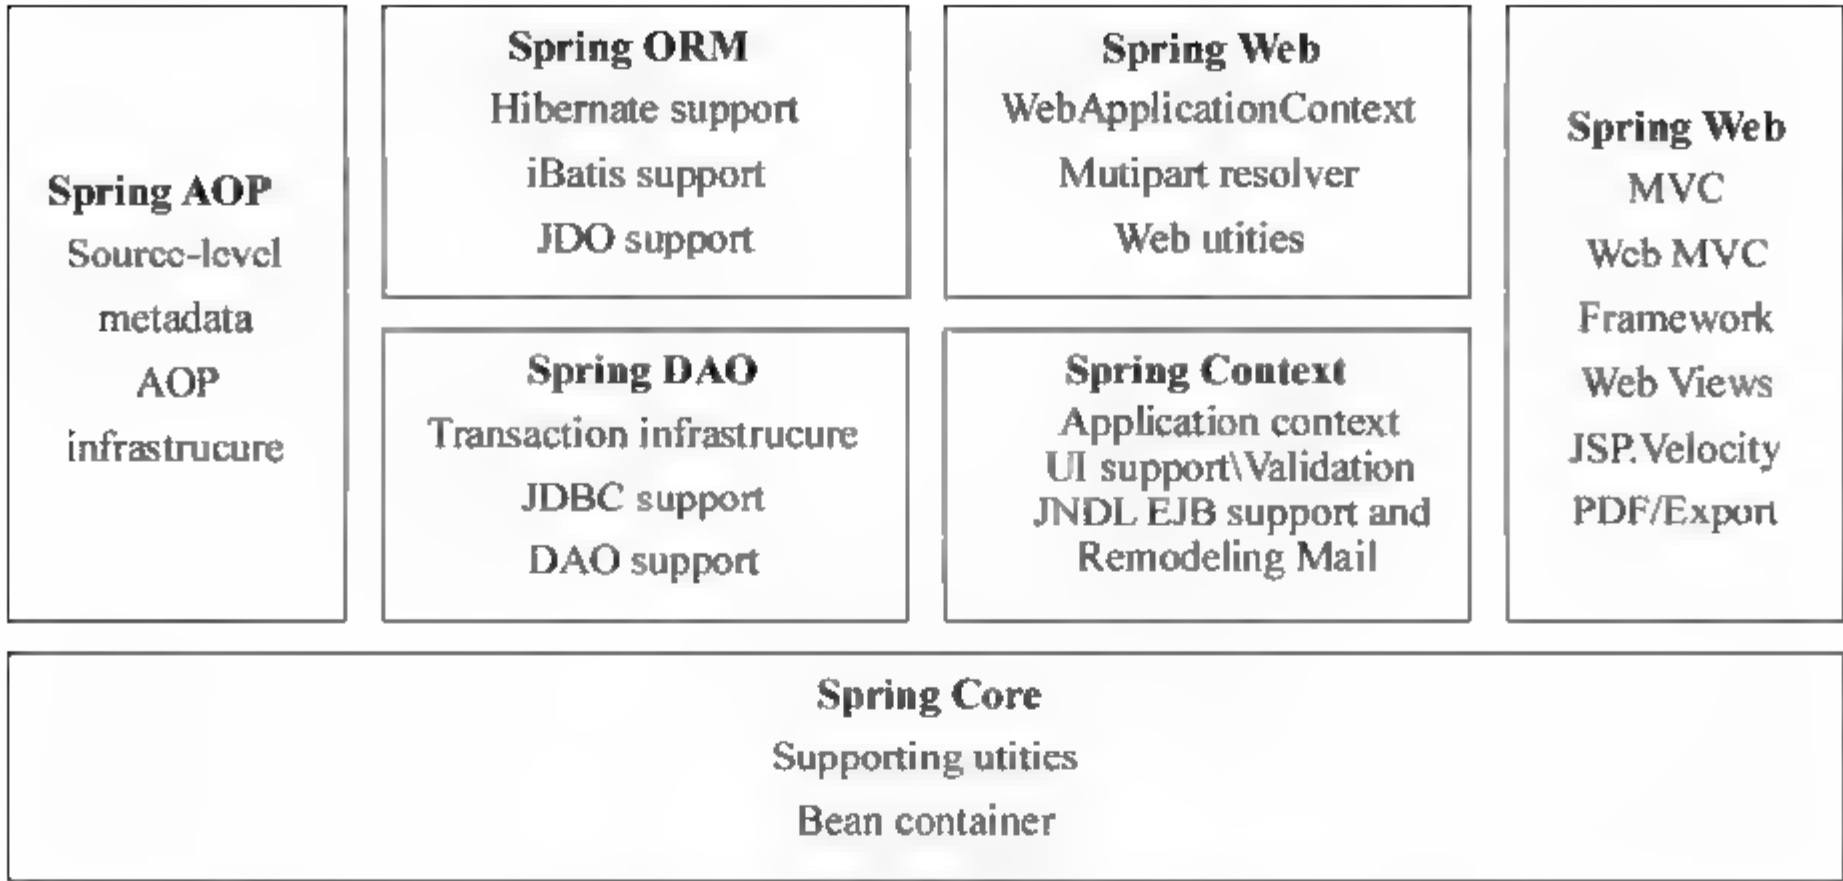 Spring AOP
Source-level
metadata
AOP
infrastrucure
Spring ORM
Hibernate support
iBatis support
JDO support
Spring DAO
Transaction infrastrucure
JDBC support
DAO support
Spring Web
WebApplicationContext
Mutipart resolver
Web utities
Spring Context
Application context
UI support\Validation
JNDL EJB support and
Remodeling Mail
Spring Web
MVC
Web MVC
Framework
Web Views
JSP.Velocity
PDF/Export
Spring Core
Supporting utities
Bean container